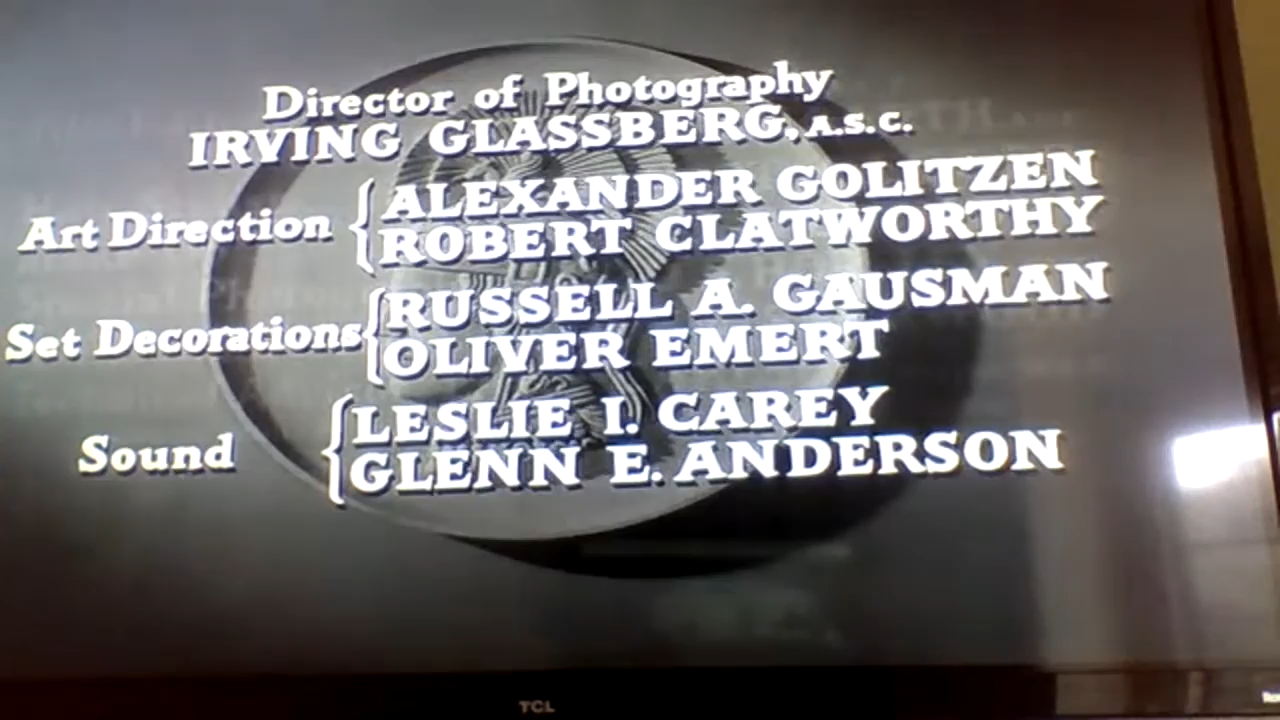 Director of Photography
IRVING GLASSBERG, A.S.C.
Art Direction { ALEXANDER GOLITZEN
ROBERT CLATWORTHY
Set Decorations { RUSSELL A. GAUSMAN
OLIVER EMERT
Sound { LESLIE I. CAREY
GLENN E. ANDERSON
TCL